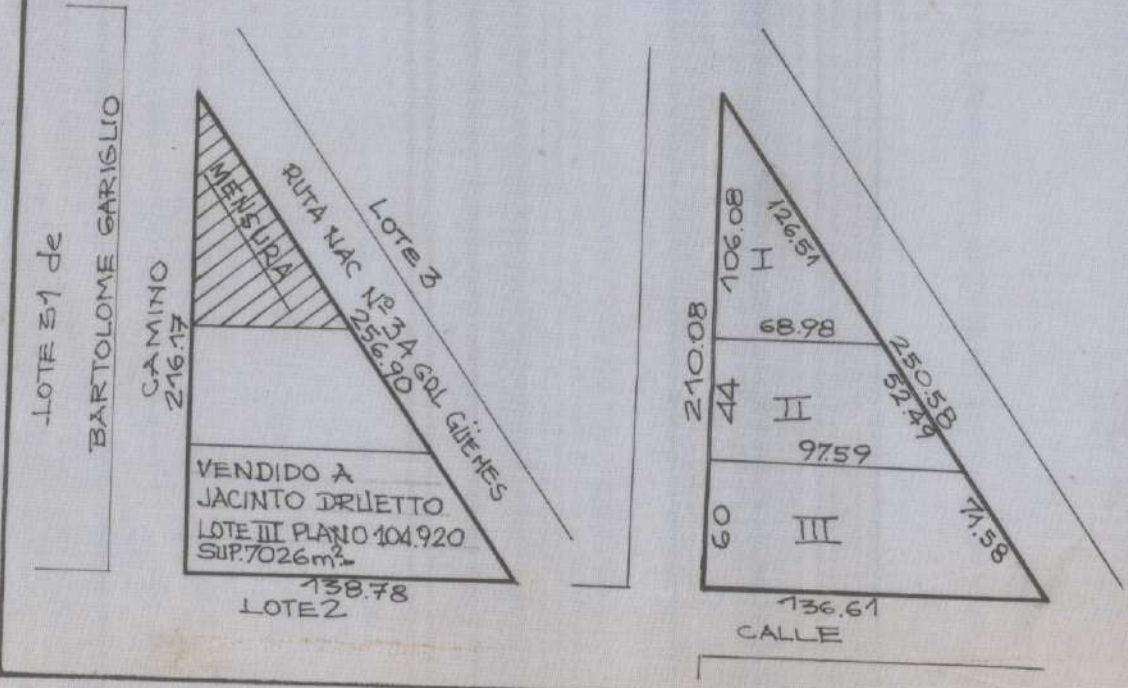 LOTE 51 de
BARTOLOME GARIGLIO
CAMINO
216.17
MENSURA
RUTA NAC Nº 34 GRL GÜEMES
256.90
LOTE 3
VENDIDO A
JACINTO DRUETTO
LOTE III PLANO 104.920
SUP. 7026m²
138.78
LOTE 2
210.08
106.08
I
126.51
68.98
44
II
250.58
52.49
97.59
60
III
71.58
136.61
CALLE